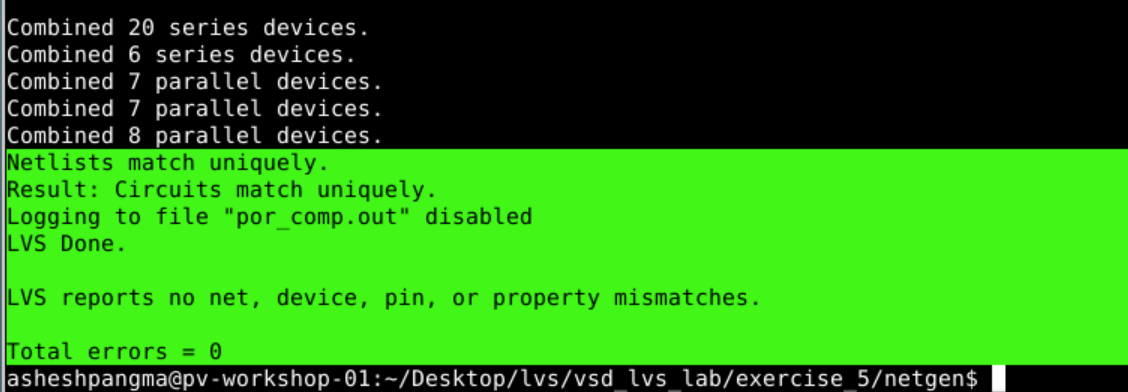 Combined 20 series devices.
Combined 6 series devices.
Combined 7 parallel devices.
Combined 7 parallel devices.
Combined 8 parallel devices.
Netlists match uniquely.
Result: Circuits match uniquely.
Logging to file "por_comp.out" disabled
LVS Done.
LVS reports no net, device, pin, or property mismatches.
Total errors = 0
asheshpangma@pv-workshop-01:~/Desktop/lvs/vsd_lvs_lab/exercise_5/netgen$